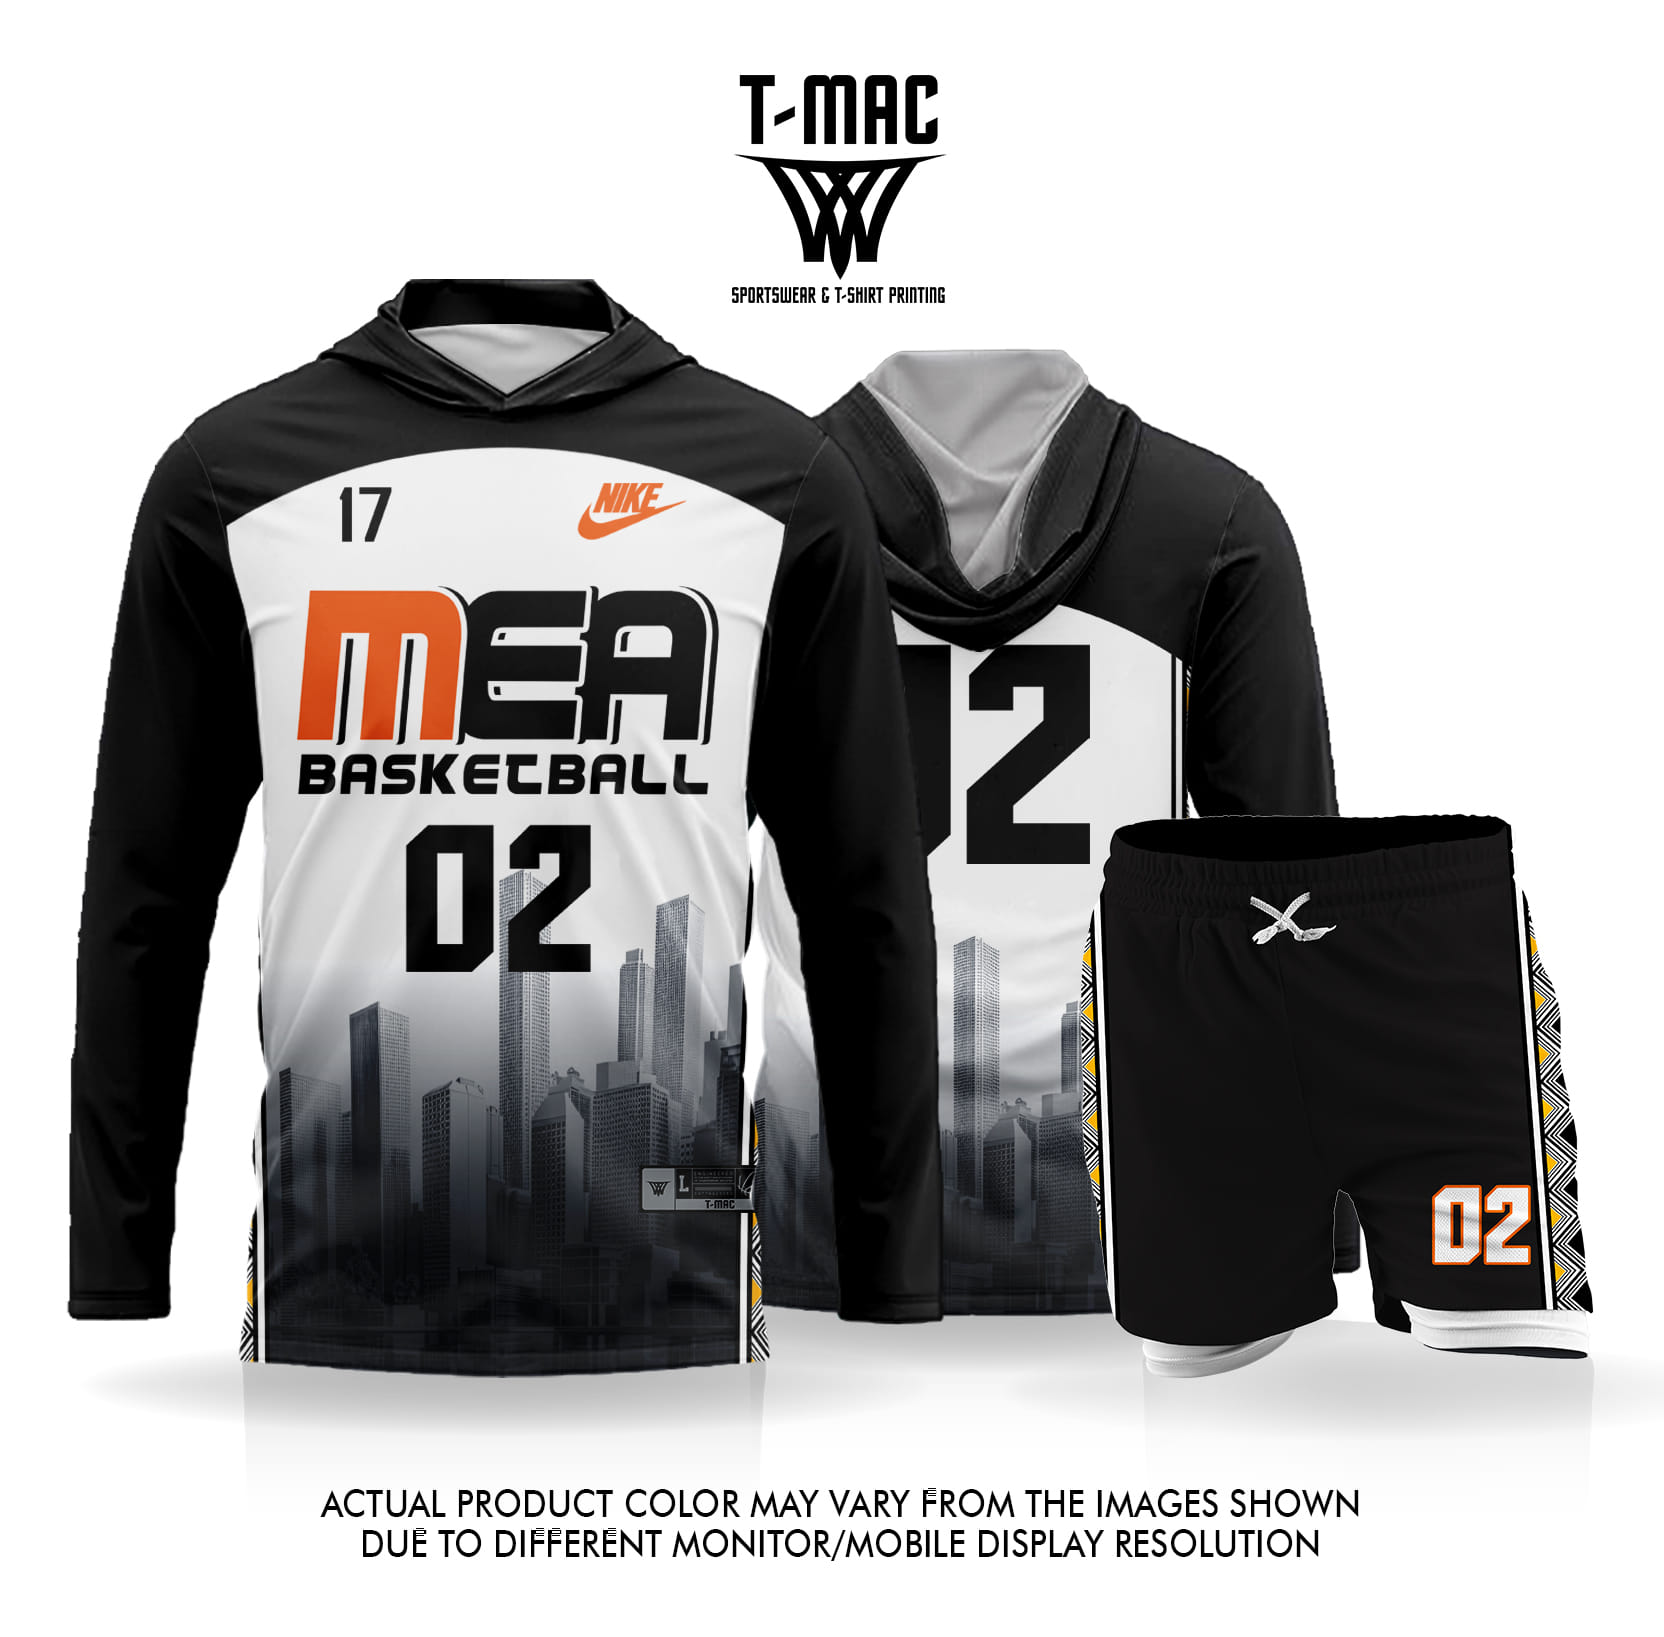 T-MAC
SPORTSWEAR & T-SHIRT PRINTING
17
NIKE
MEA
BASKETBALL
02
02
L
T-MAC
02
ACTUAL PRODUCT COLOR MAY VARY FROM THE IMAGES SHOWN
DUE TO DIFFERENT MONITOR/MOBILE DISPLAY RESOLUTION